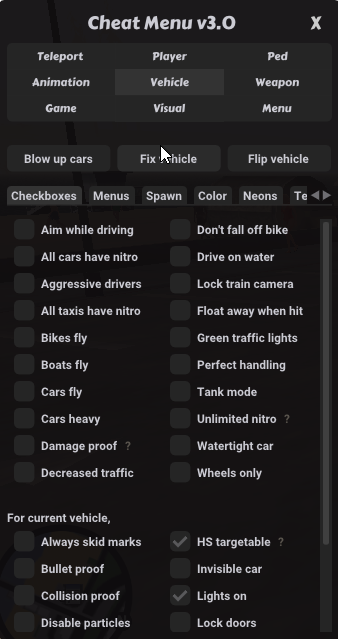 Cheat Menu v3.0 X
Teleport Player Ped
Animation Vehicle Weapon
Game Visual Menu
Blow up cars Fix vehicle Flip vehicle
Checkboxes Menus Spawn Color Neons Te
Aim while driving Don't fall off bike
All cars have nitro Drive on water
Aggressive drivers Lock train camera
All taxis have nitro Float away when hit
Bikes fly Green traffic lights
Boats fly Perfect handling
Cars fly Tank mode
Cars heavy Unlimited nitro ?
Damage proof ? Watertight car
Decreased traffic Wheels only
For current vehicle,
Always skid marks HS targetable ?
Bullet proof Invisible car
Collision proof Lights on
Disable particles Lock doors